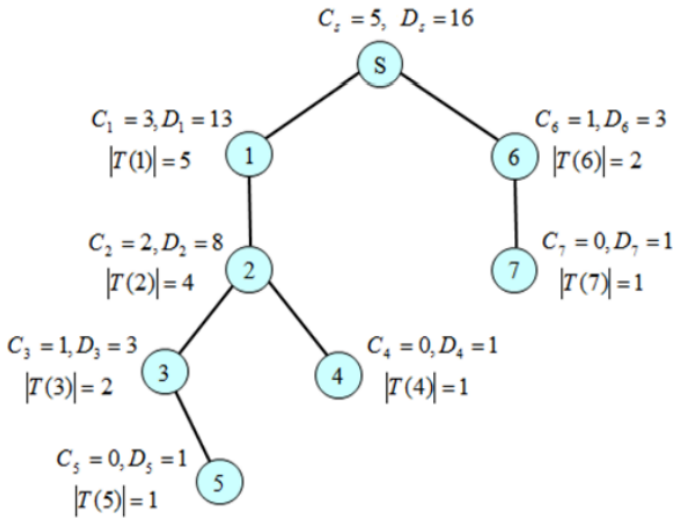 C_s = 5, D_s = 16
S
C_1 = 3, D_1 = 13
|T(1)| = 5
1
C_6 = 1, D_6 = 3
|T(6)| = 2
6
C_2 = 2, D_2 = 8
|T(2)| = 4
2
C_7 = 0, D_7 = 1
|T(7)| = 1
7
C_3 = 1, D_3 = 3
|T(3)| = 2
3
C_4 = 0, D_4 = 1
|T(4)| = 1
4
C_5 = 0, D_5 = 1
|T(5)| = 1
5